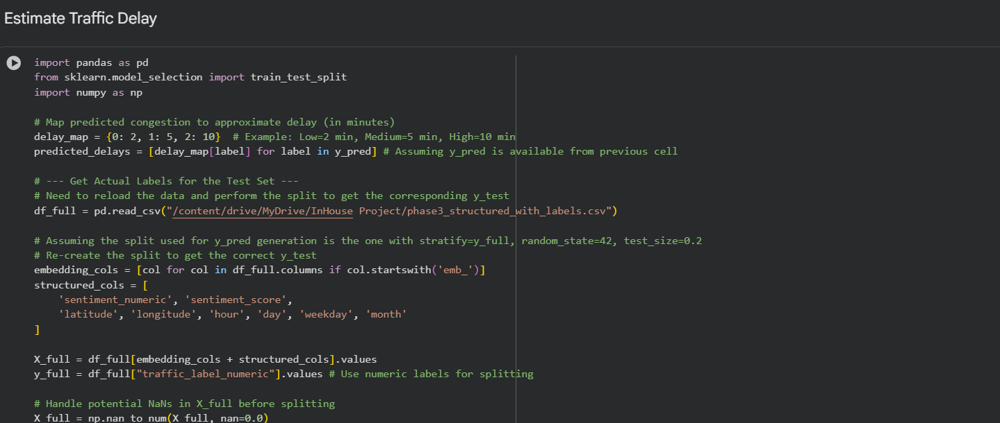 Estimate Traffic Delay
import pandas as pd
from sklearn.model_selection import train_test_split
import numpy as np
# Map predicted congestion to approximate delay (in minutes)
delay_map = {0: 2, 1: 5, 2: 10}  # Example: Low=2 min, Medium=5 min, High=10 min
predicted_delays = [delay_map[label] for label in y_pred] # Assuming y_pred is available from previous cell
# --- Get Actual Labels for the Test Set ---
# Need to reload the data and perform the split to get the corresponding y_test
df_full = pd.read_csv("/content/drive/MyDrive/InHouse Project/phase3_structured_with_labels.csv")
# Assuming the split used for y_pred generation is the one with stratify=y_full, random_state=42, test_size=0.2
# Re-create the split to get the correct y_test
embedding_cols = [col for col in df_full.columns if col.startswith('emb_')]
structured_cols = [
    'sentiment_numeric', 'sentiment_score',
    'latitude', 'longitude', 'hour', 'day', 'weekday', 'month'
]
X_full = df_full[embedding_cols + structured_cols].values
y_full = df_full["traffic_label_numeric"].values # Use numeric labels for splitting
# Handle potential NaNs in X_full before splitting
X_full = np.nan_to_num(X_full, nan=0.0)